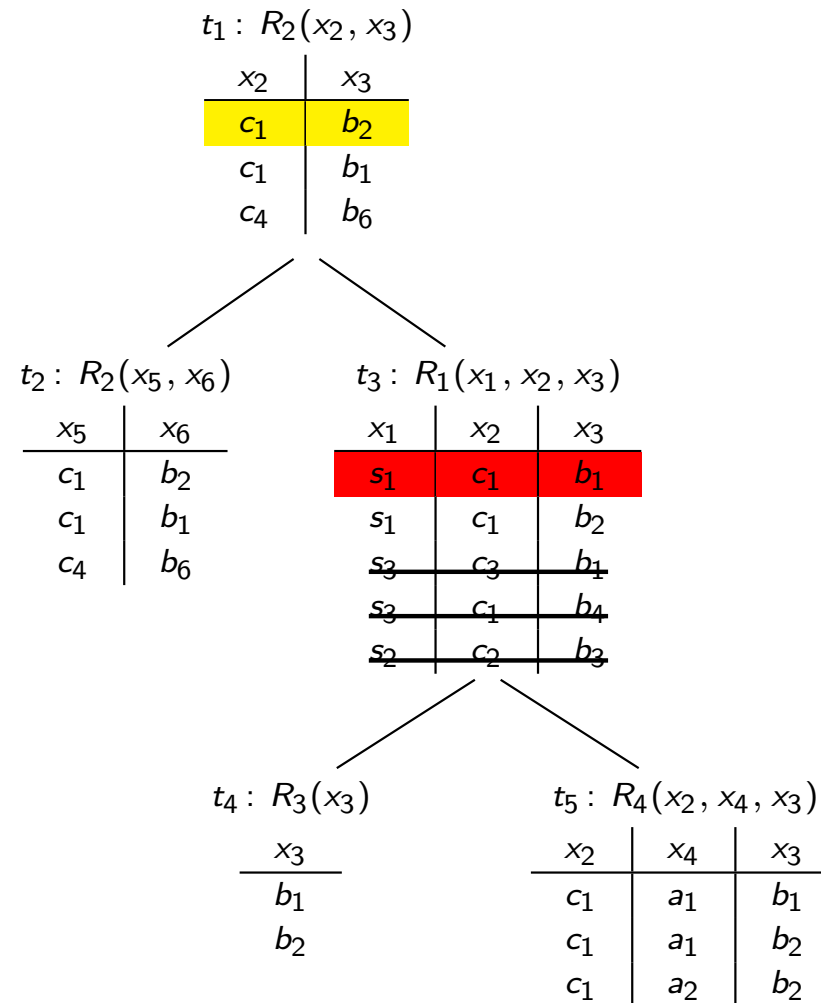 t₁ : R₂(x₂, x₃)
x₂ x₃
c₁ b₂
c₁ b₁
c₄ b₆
t₂ : R₂(x₅, x₆)
x₅ x₆
c₁ b₂
c₁ b₁
c₄ b₆
t₃ : R₁(x₁, x₂, x₃)
x₁ x₂ x₃
s₁ c₁ b₁
s₁ c₁ b₂
s₃ c₃ b₁
s₃ c₁ b₄
s₂ c₂ b₃
t₄ : R₃(x₃)
x₃
b₁
b₂
t₅ : R₄(x₂, x₄, x₃)
x₂ x₄ x₃
c₁ a₁ b₁
c₁ a₁ b₂
c₁ a₂ b₂